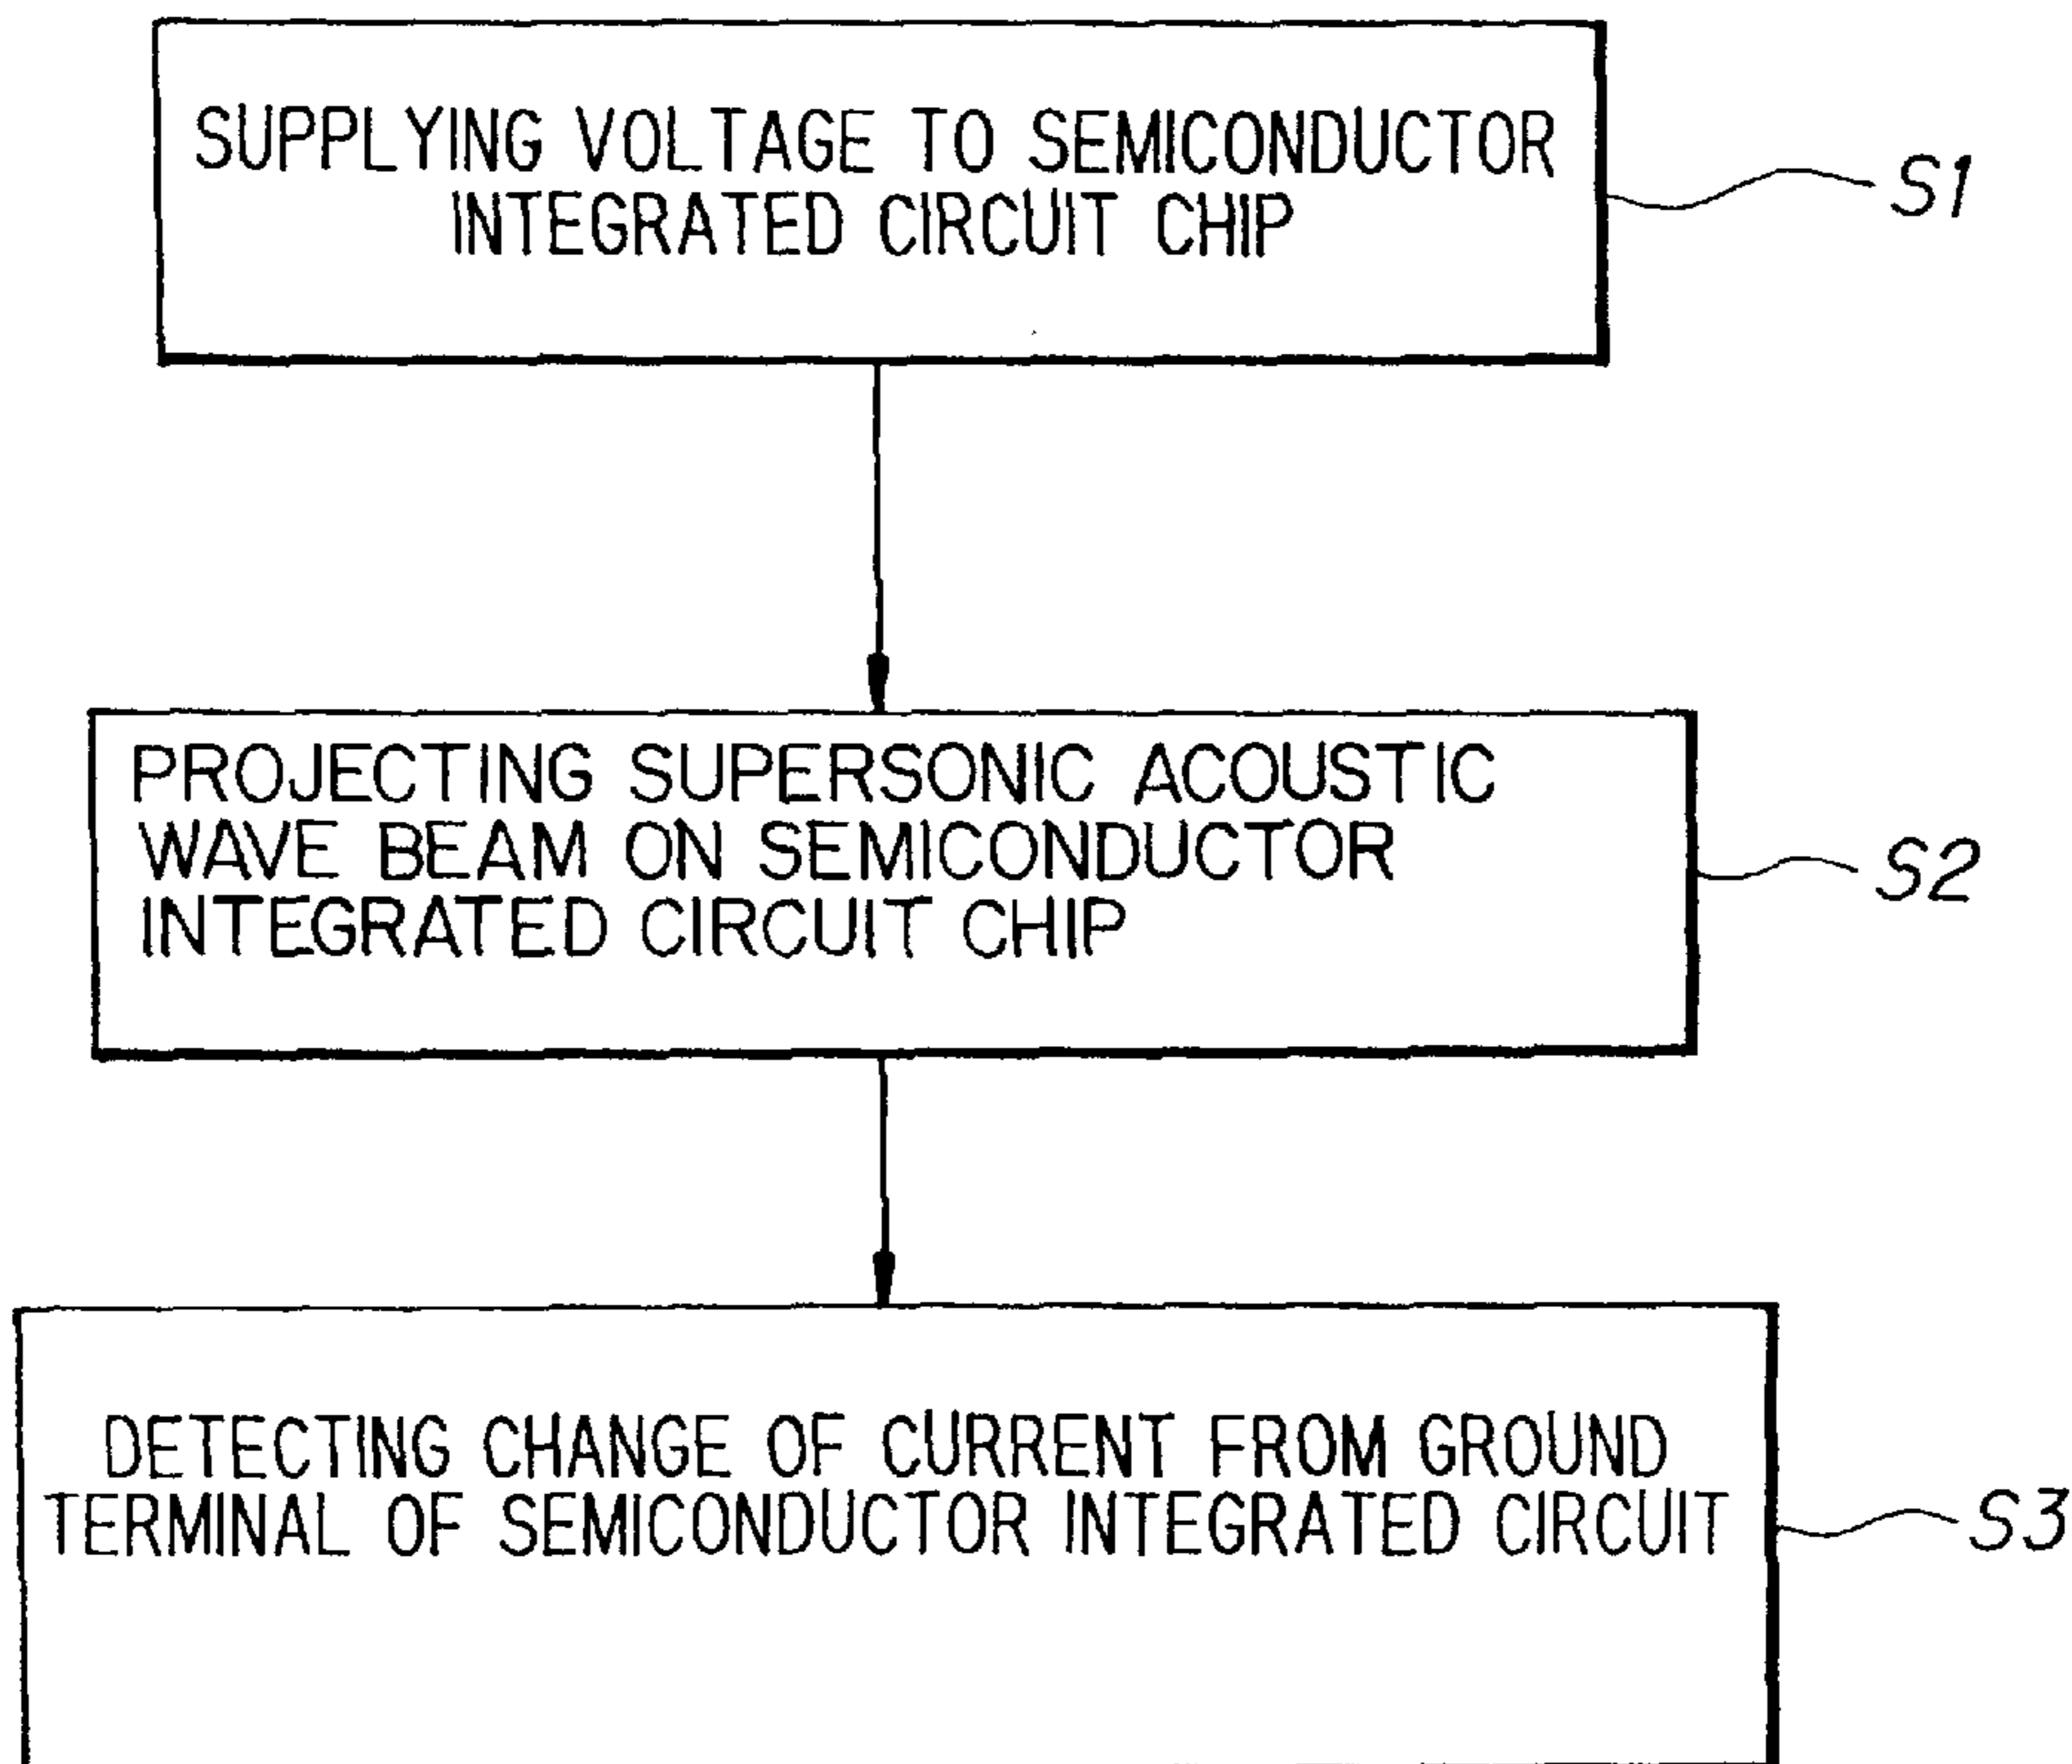 SUPPLYING VOLTAGE TO SEMICONDUCTOR
INTEGRATED CIRCUIT CHIP
S1
PROJECTING SUPERSONIC ACOUSTIC
WAVE BEAM ON SEMICONDUCTOR
INTEGRATED CIRCUIT CHIP
S2
DETECTING CHANGE OF CURRENT FROM GROUND
TERMINAL OF SEMICONDUCTOR INTEGRATED CIRCUIT
S3